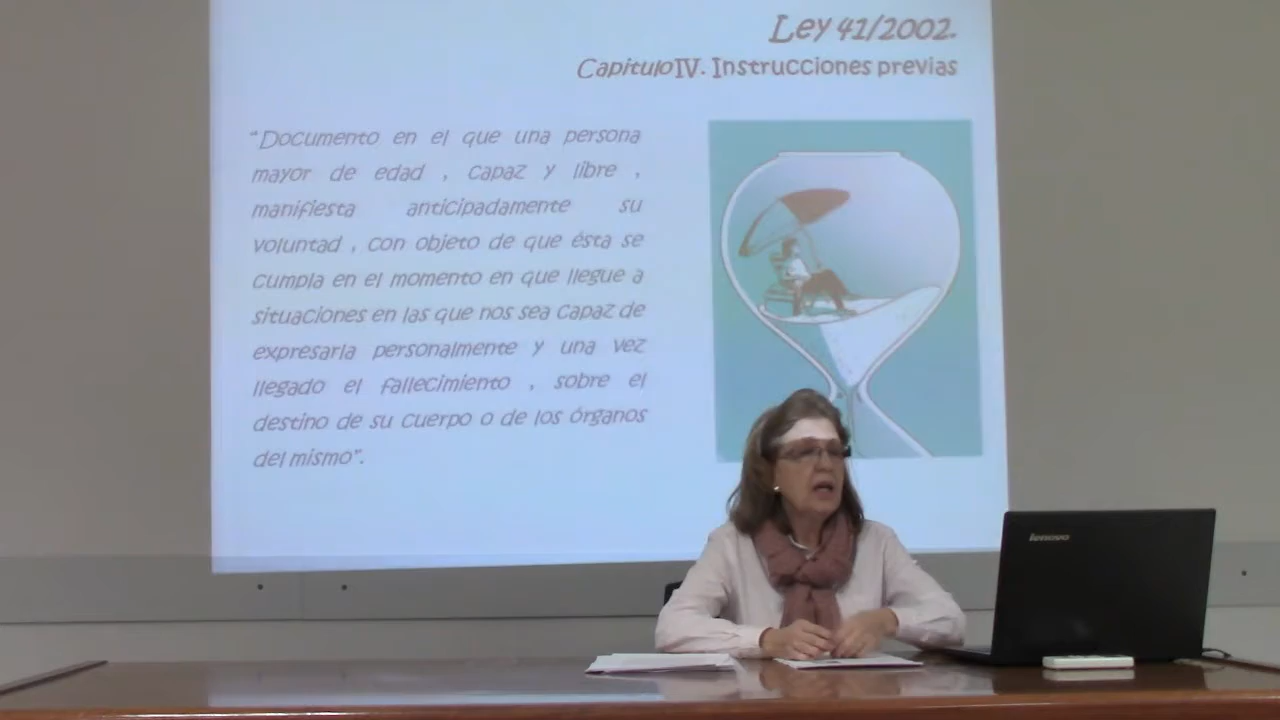 Ley 41/2002.
Capitulo IV. Instrucciones previas
“Documento en el que una persona
mayor de edad , capaz y libre ,
manifiesta anticipadamente su
voluntad , con objeto de que ésta se
cumpla en el momento en que llegue a
situaciones en las que nos sea capaz de
expresarla personalmente y una vez
llegado el fallecimiento , sobre el
destino de su cuerpo o de los órganos
del mismo”.
lenovo